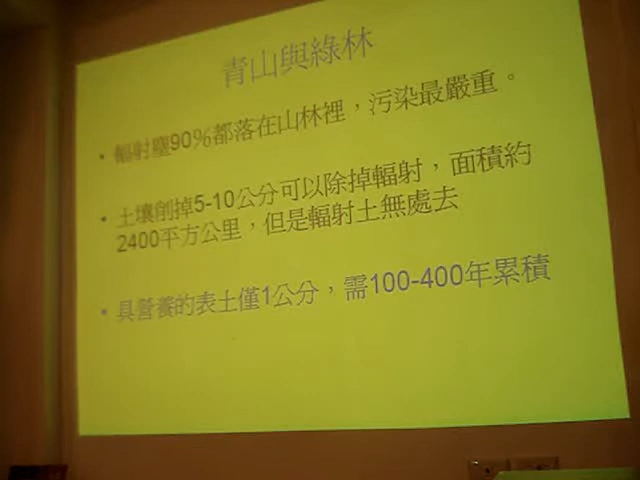 青山與綠林
• 輻射塵90%都落在山林裡，污染最嚴重。
• 土壤削掉5-10公分可以除掉輻射，面積約
2400平方公里，但是輻射土無處去
• 具營養的表土僅1公分，需100-400年累積